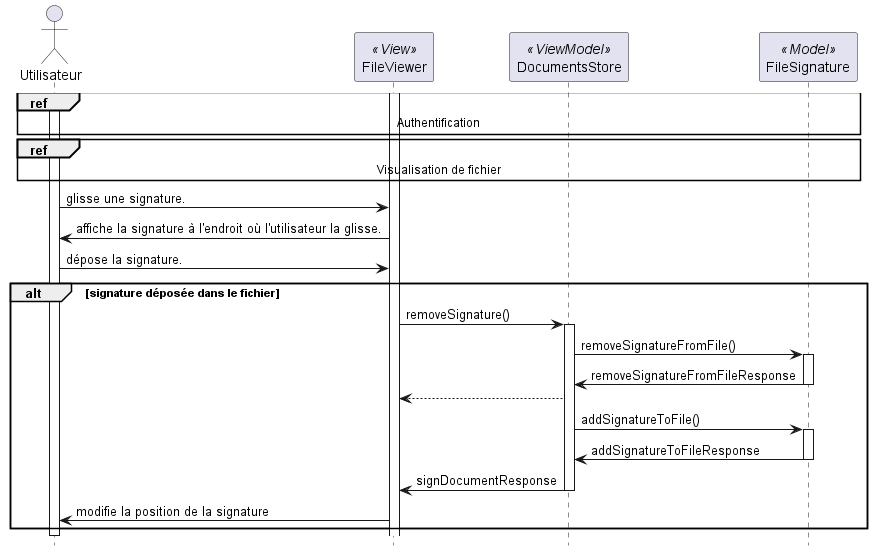 «View»
«ViewModel»
«Model»
Utilisateur
FileViewer
DocumentsStore
FileSignature
ref
Authentification
ref
Visualisation de fichier
glisse une signature.
affiche la signature à l'endroit où l'utilisateur la glisse.
dépose la signature.
alt [signature déposée dans le fichier]
removeSignature()
removeSignatureFromFile()
removeSignatureFromFileResponse
addSignatureToFile()
addSignatureToFileResponse
signDocumentResponse
modifie la position de la signature